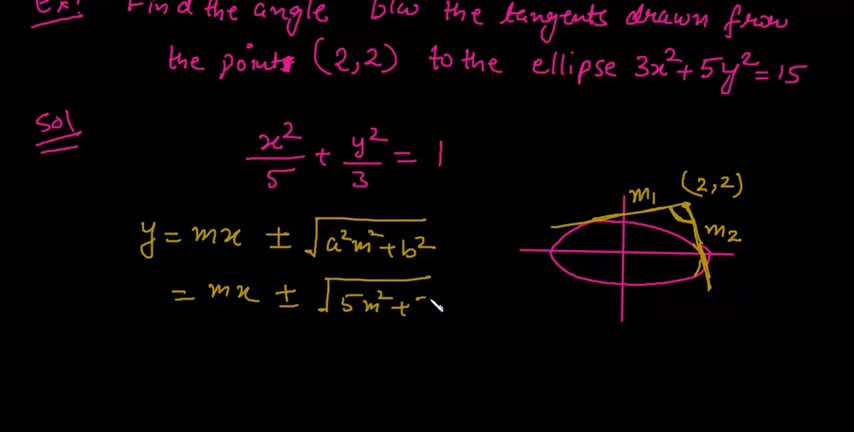 Ex: Find the angle b/w the tangents drawn from
the point (2,2) to the ellipse 3x²+5y²=15
Sol
x²/5 + y²/3 = 1
m₁ (2,2)
y = mx ± √(a²m²+b²) m₂
= mx ± √(5m²+